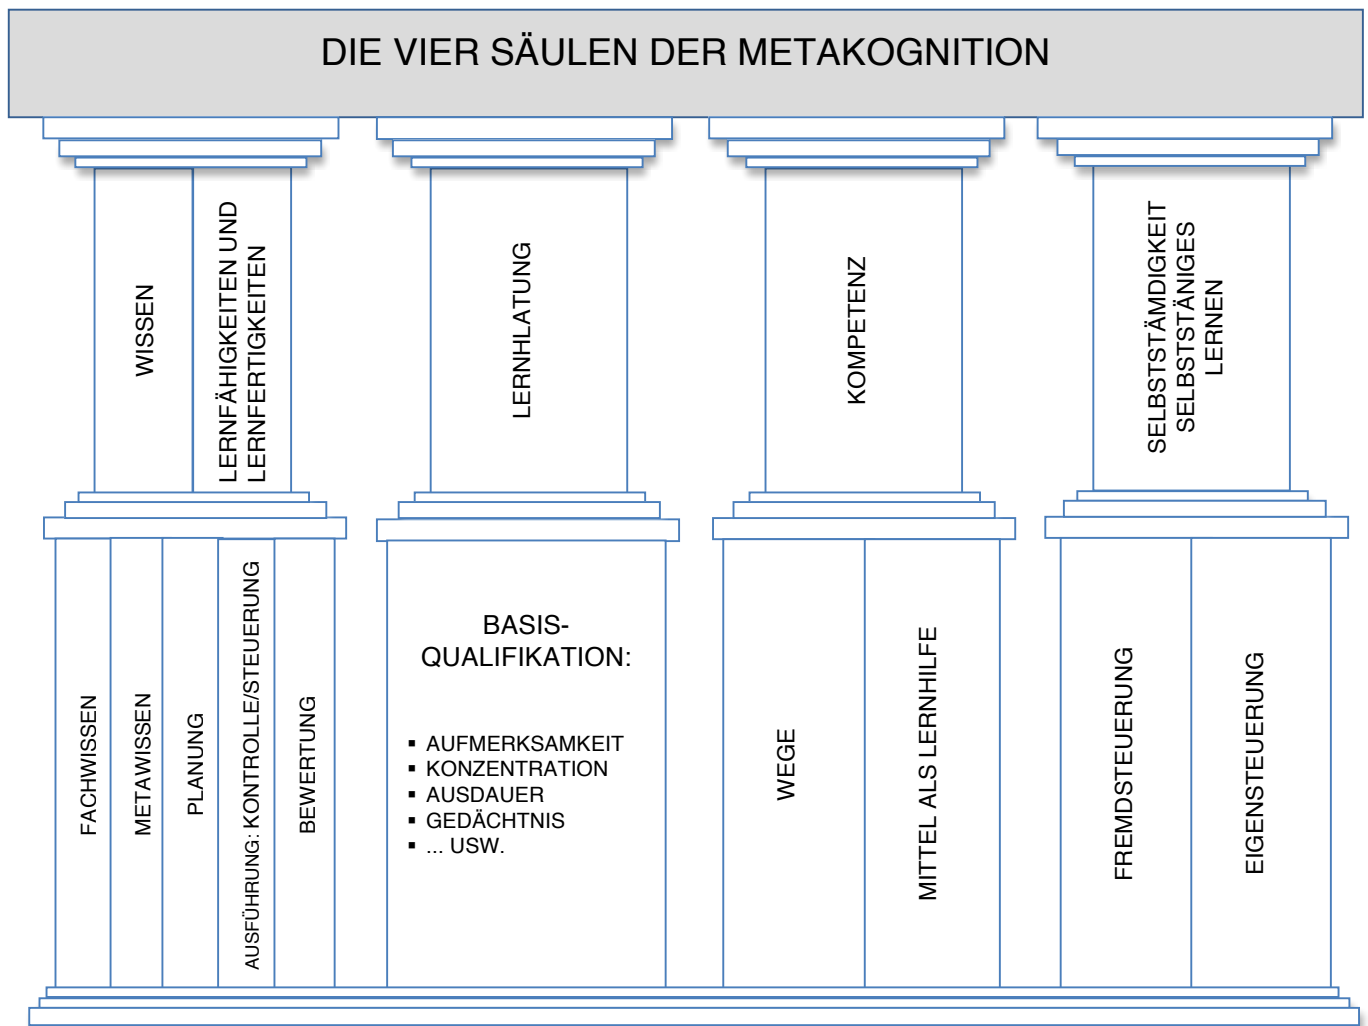 DIE VIER SÄULEN DER METAKOGNITION
WISSEN
LERNFÄHIGKEITEN UND
LERNFERTIGKEITEN
LERNHLATUNG
KOMPETENZ
SELBSTSTÄMDIGKEIT
SELBSTSTÄNIGES
LERNEN
FACHWISSEN
METAWISSEN
PLANUNG
AUSFÜHRUNG: KONTROLLE/STEUERUNG
BEWERTUNG
BASIS-
QUALIFIKATION:
▪ AUFMERKSAMKEIT
▪ KONZENTRATION
▪ AUSDAUER
▪ GEDÄCHTNIS
▪ ... USW.
WEGE
MITTEL ALS LERNHILFE
FREMDSTEUERUNG
EIGENSTEUERUNG